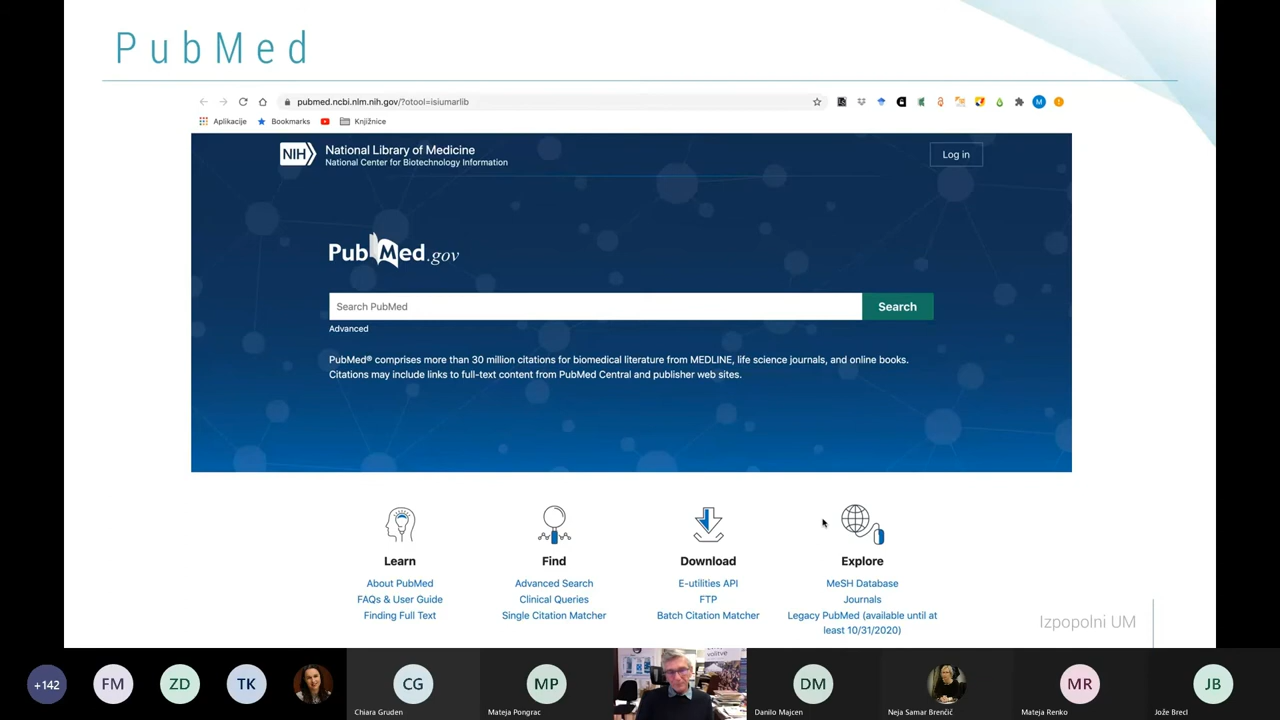 PubMed
pubmed.ncbi.nlm.nih.gov/?otool=isiumarlib
M
Aplikacije Bookmarks Knjižnice
NIH National Library of Medicine
National Center for Biotechnology Information
Log in
PubMed.gov
Search PubMed
Search
Advanced
PubMed® comprises more than 30 million citations for biomedical literature from MEDLINE, life science journals, and online books.
Citations may include links to full-text content from PubMed Central and publisher web sites.
Learn
About PubMed
FAQs & User Guide
Finding Full Text
Find
Advanced Search
Clinical Queries
Single Citation Matcher
Download
E-utilities API
FTP
Batch Citation Matcher
Explore
MeSH Database
Journals
Legacy PubMed (available until at
least 10/31/2020)
Izpopolni UM
+142
FM
ZD
TK
CG
Chiara Gruden
MP
Mateja Pongrac
volitve
DM
Danilo Majcen
Neja Samar Brenčič
MR
Mateja Renko
JB
Jože Brecl